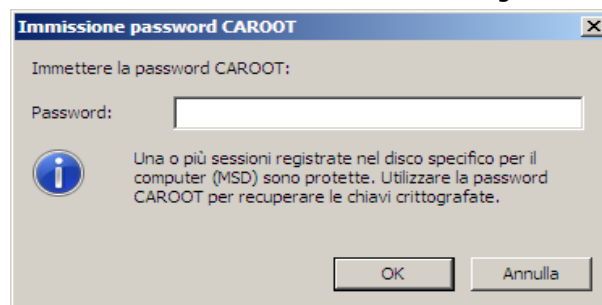 Immissione password CAROOT
Immettere la password CAROOT:
Password:
Una o più sessioni registrate nel disco specifico per il
computer (MSD) sono protette. Utilizzare la password
CAROOT per recuperare le chiavi crittografate.
OK Annulla